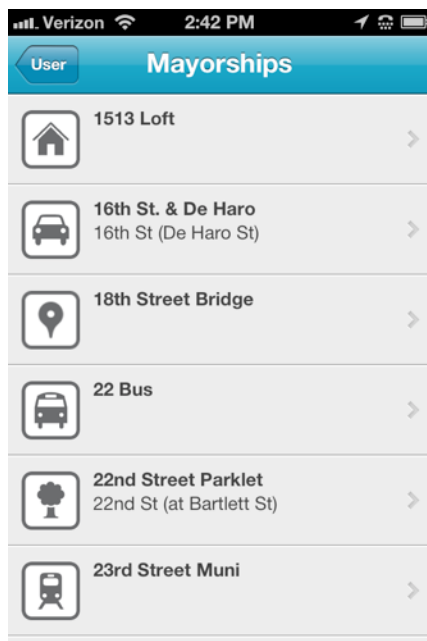 Verizon 2:42 PM
User Mayorships
1513 Loft
16th St. & De Haro
16th St (De Haro St)
18th Street Bridge
22 Bus
22nd Street Parklet
22nd St (at Bartlett St)
23rd Street Muni